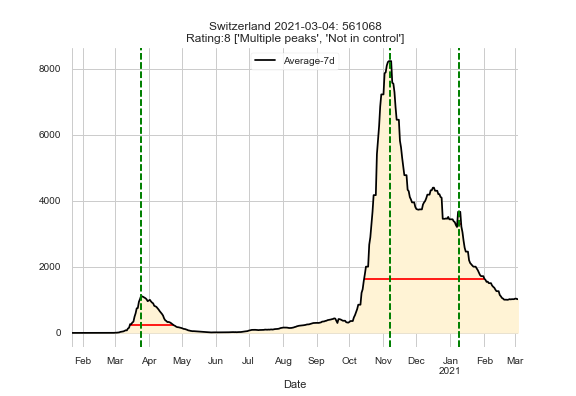 Switzerland 2021-03-04: 561068
Rating:8 ['Multiple peaks', 'Not in control']
Average-7d
8000
6000
4000
2000
0
Feb Mar Apr May Jun Jul Aug Sep Oct Nov Dec Jan Feb Mar
2021
Date